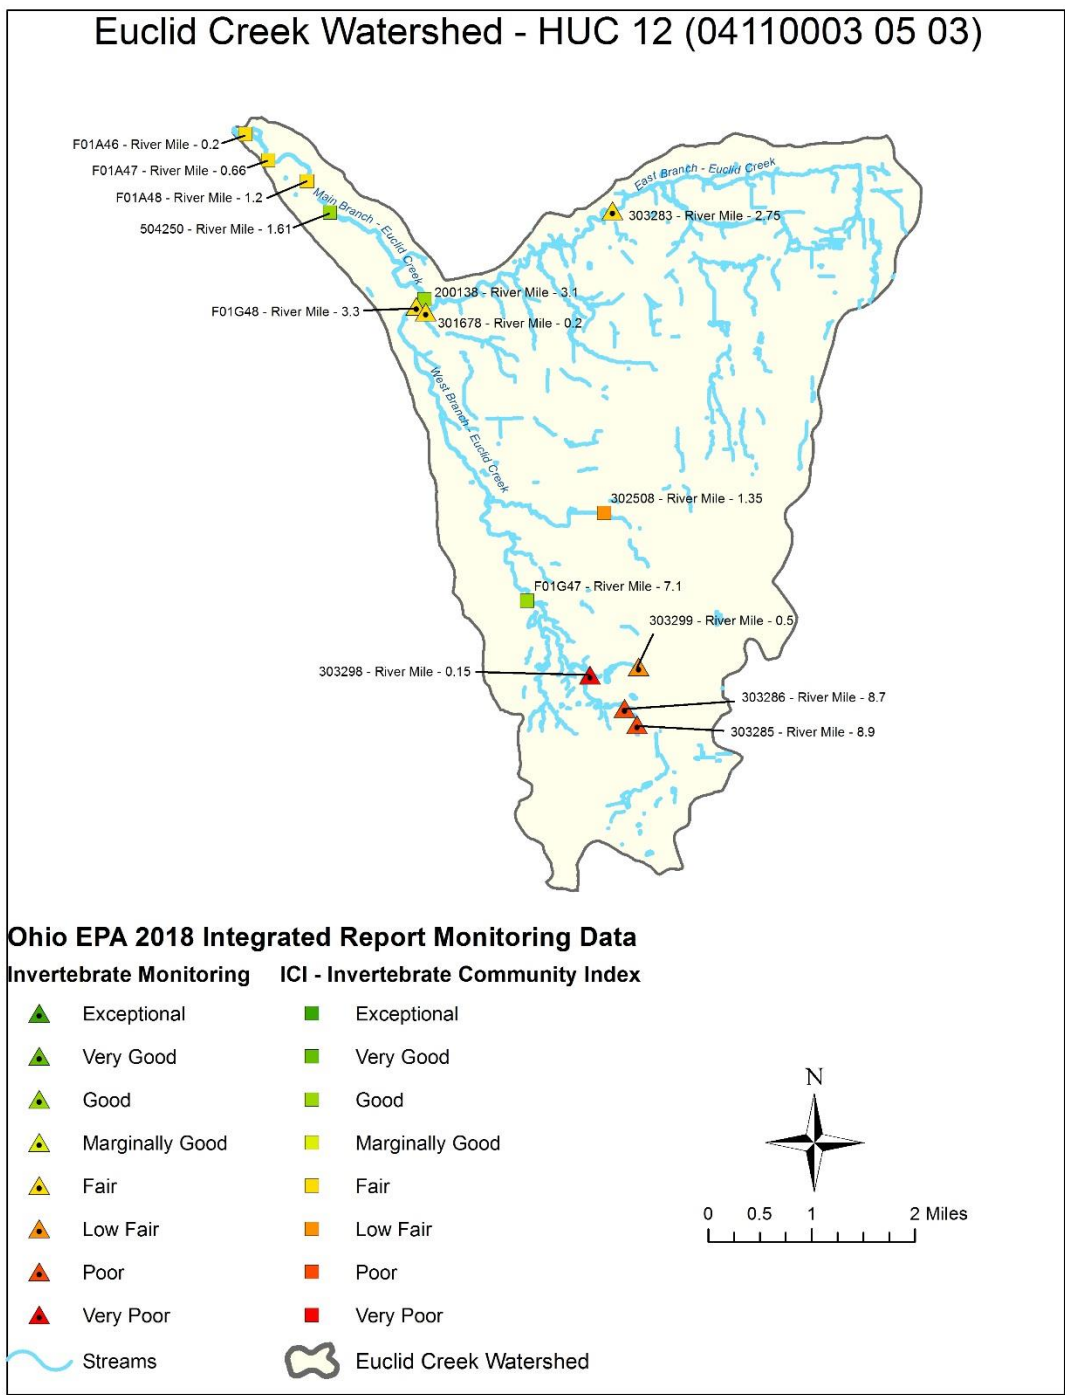 Euclid Creek Watershed - HUC 12 (04110003 05 03)
F01A46 - River Mile - 0.2
F01A47 - River Mile - 0.66
F01A48 - River Mile - 1.2
504250 - River Mile - 1.61
Main Branch - Euclid Creek
East Branch - Euclid Creek
303283 - River Mile - 2.75
200138 - River Mile - 3.1
F01G48 - River Mile - 3.3
301678 - River Mile - 0.2
West Branch - Euclid Creek
302508 - River Mile - 1.35
F01G47 - River Mile - 7.1
303299 - River Mile - 0.5
303298 - River Mile - 0.15
303286 - River Mile - 8.7
303285 - River Mile - 8.9
Ohio EPA 2018 Integrated Report Monitoring Data
Invertebrate Monitoring
Exceptional
Very Good
Good
Marginally Good
Fair
Low Fair
Poor
Very Poor
Streams
ICI - Invertebrate Community Index
Exceptional
Very Good
Good
Marginally Good
Fair
Low Fair
Poor
Very Poor
Euclid Creek Watershed
N
0 0.5 1 2 Miles